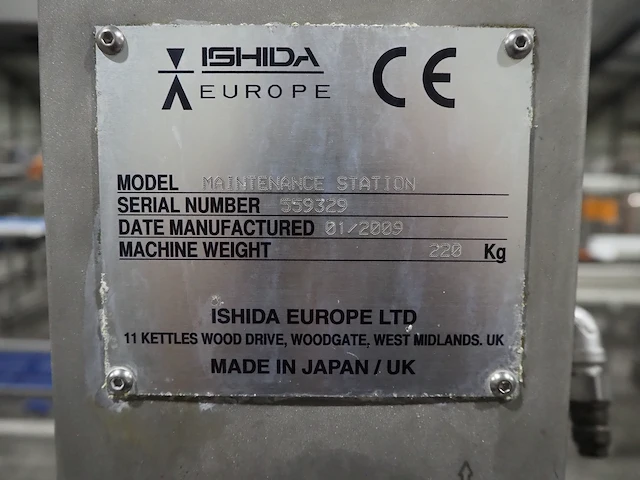 ISHIDA
EUROPE
CE
MODEL MAINTENANCE STATION
SERIAL NUMBER 559329
DATE MANUFACTURED 01/2009
MACHINE WEIGHT 220 Kg
ISHIDA EUROPE LTD
11 KETTLES WOOD DRIVE, WOODGATE, WEST MIDLANDS. UK
MADE IN JAPAN / UK